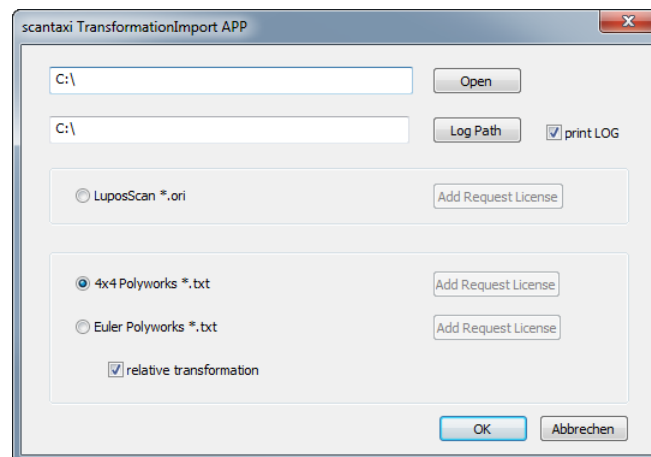 scantaxi TransformationImport APP
C:\
Open
C:\
Log Path
print LOG
LuposScan *.ori
Add Request License
4x4 Polyworks *.txt
Add Request License
Euler Polyworks *.txt
Add Request License
relative transformation
OK
Abbrechen